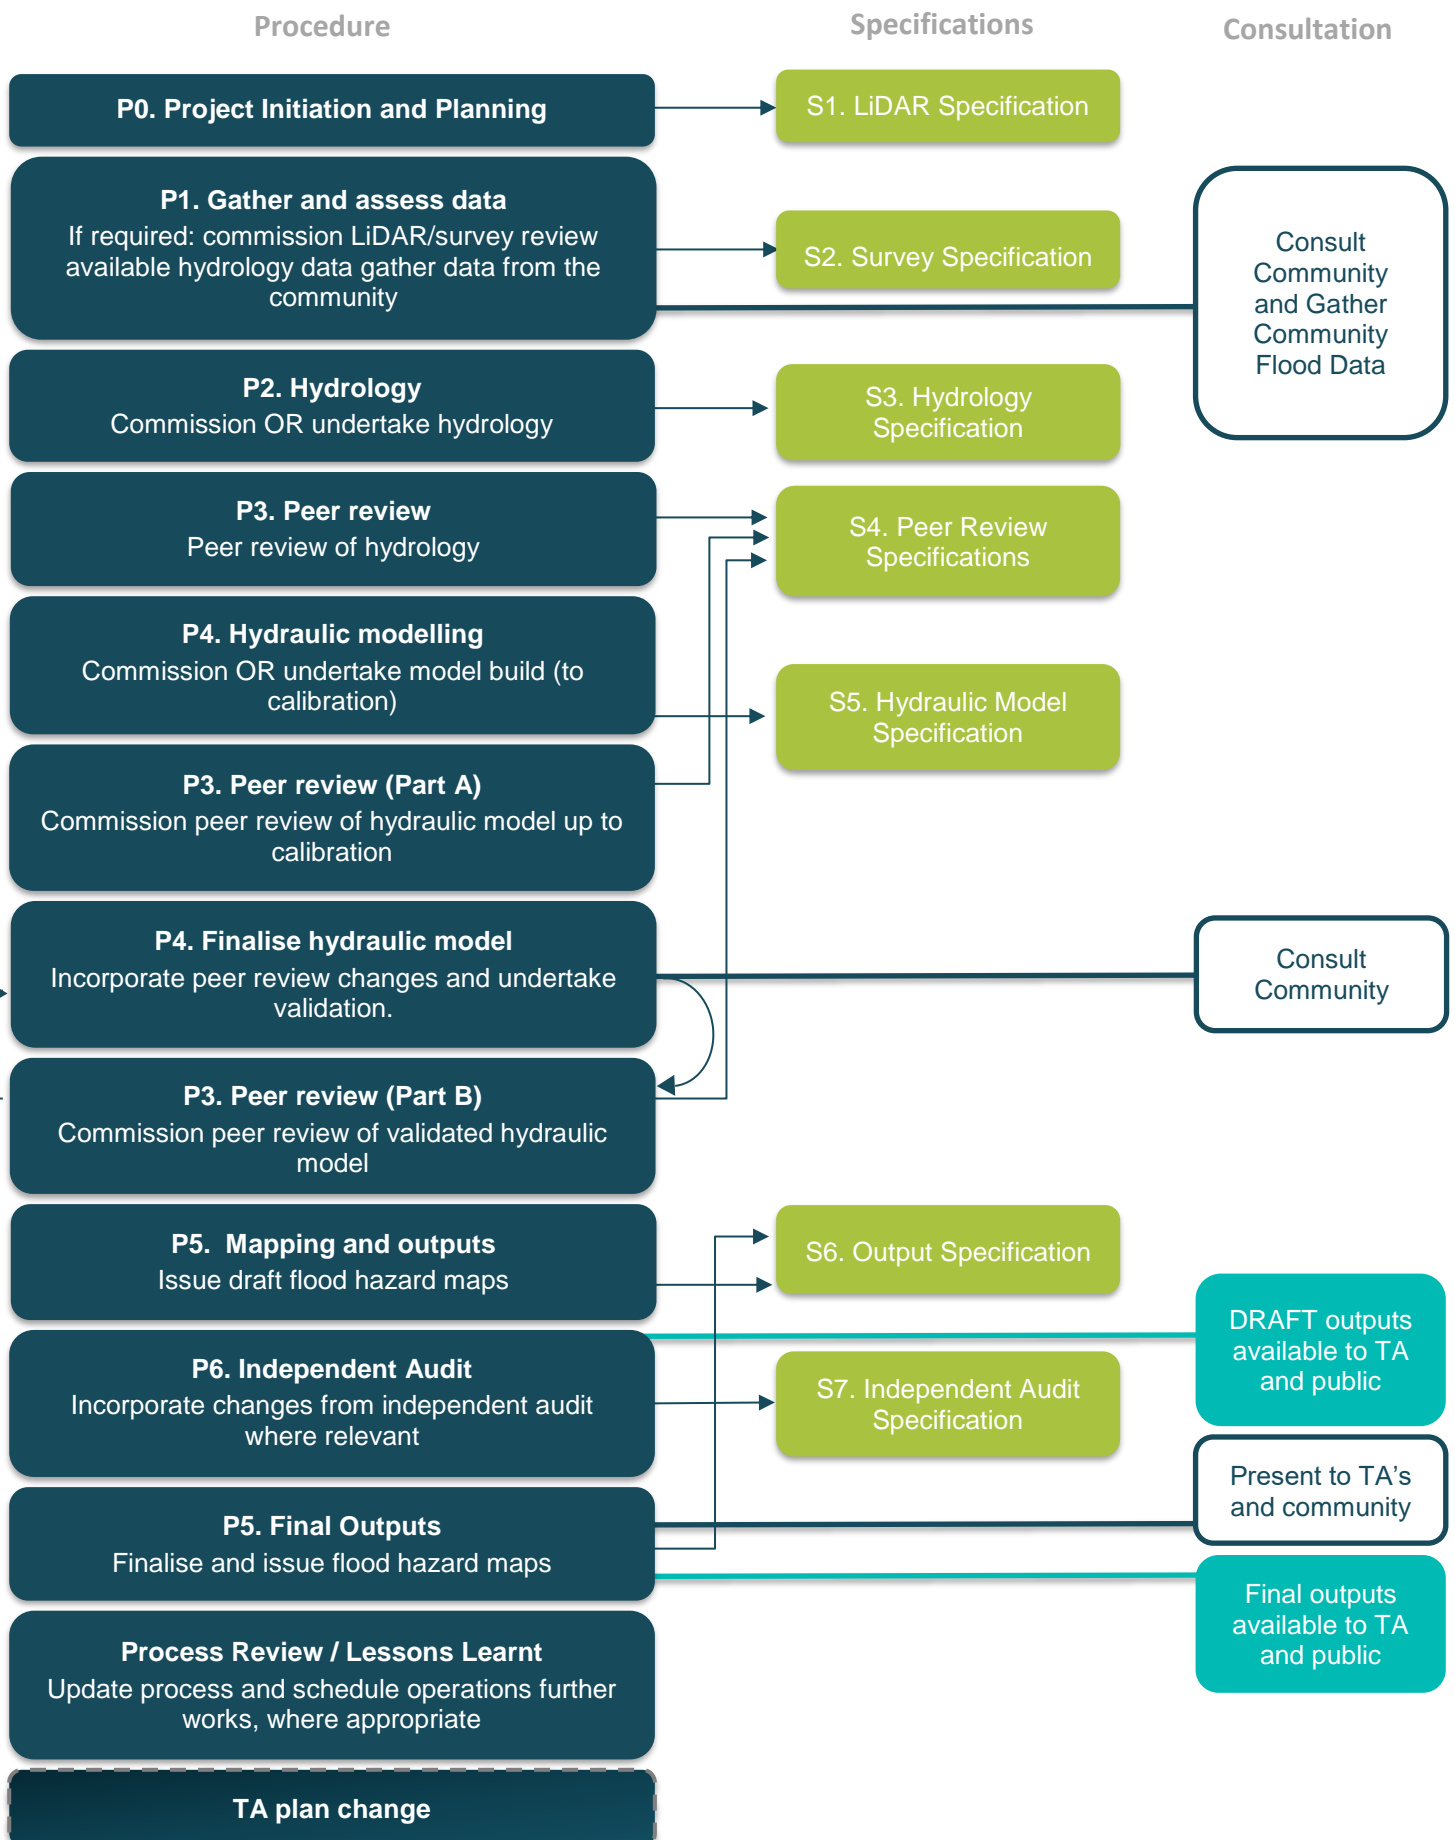 Procedure
Specifications
Consultation
P0. Project Initiation and Planning
S1. LiDAR Specification
P1. Gather and assess data
If required: commission LiDAR/survey review
available hydrology data gather data from the
community
S2. Survey Specification
Consult
Community
and Gather
Community
Flood Data
P2. Hydrology
Commission OR undertake hydrology
S3. Hydrology
Specification
P3. Peer review
Peer review of hydrology
S4. Peer Review
Specifications
P4. Hydraulic modelling
Commission OR undertake model build (to
calibration)
S5. Hydraulic Model
Specification
P3. Peer review (Part A)
Commission peer review of hydraulic model up to
calibration
P4. Finalise hydraulic model
Incorporate peer review changes and undertake
validation.
Consult
Community
P3. Peer review (Part B)
Commission peer review of validated hydraulic
model
P5.  Mapping and outputs
Issue draft flood hazard maps
S6. Output Specification
DRAFT outputs
available to TA
and public
P6. Independent Audit
Incorporate changes from independent audit
where relevant
S7. Independent Audit
Specification
Present to TA's
and community
P5. Final Outputs
Finalise and issue flood hazard maps
Final outputs
available to TA
and public
Process Review / Lessons Learnt
Update process and schedule operations further
works, where appropriate
TA plan change